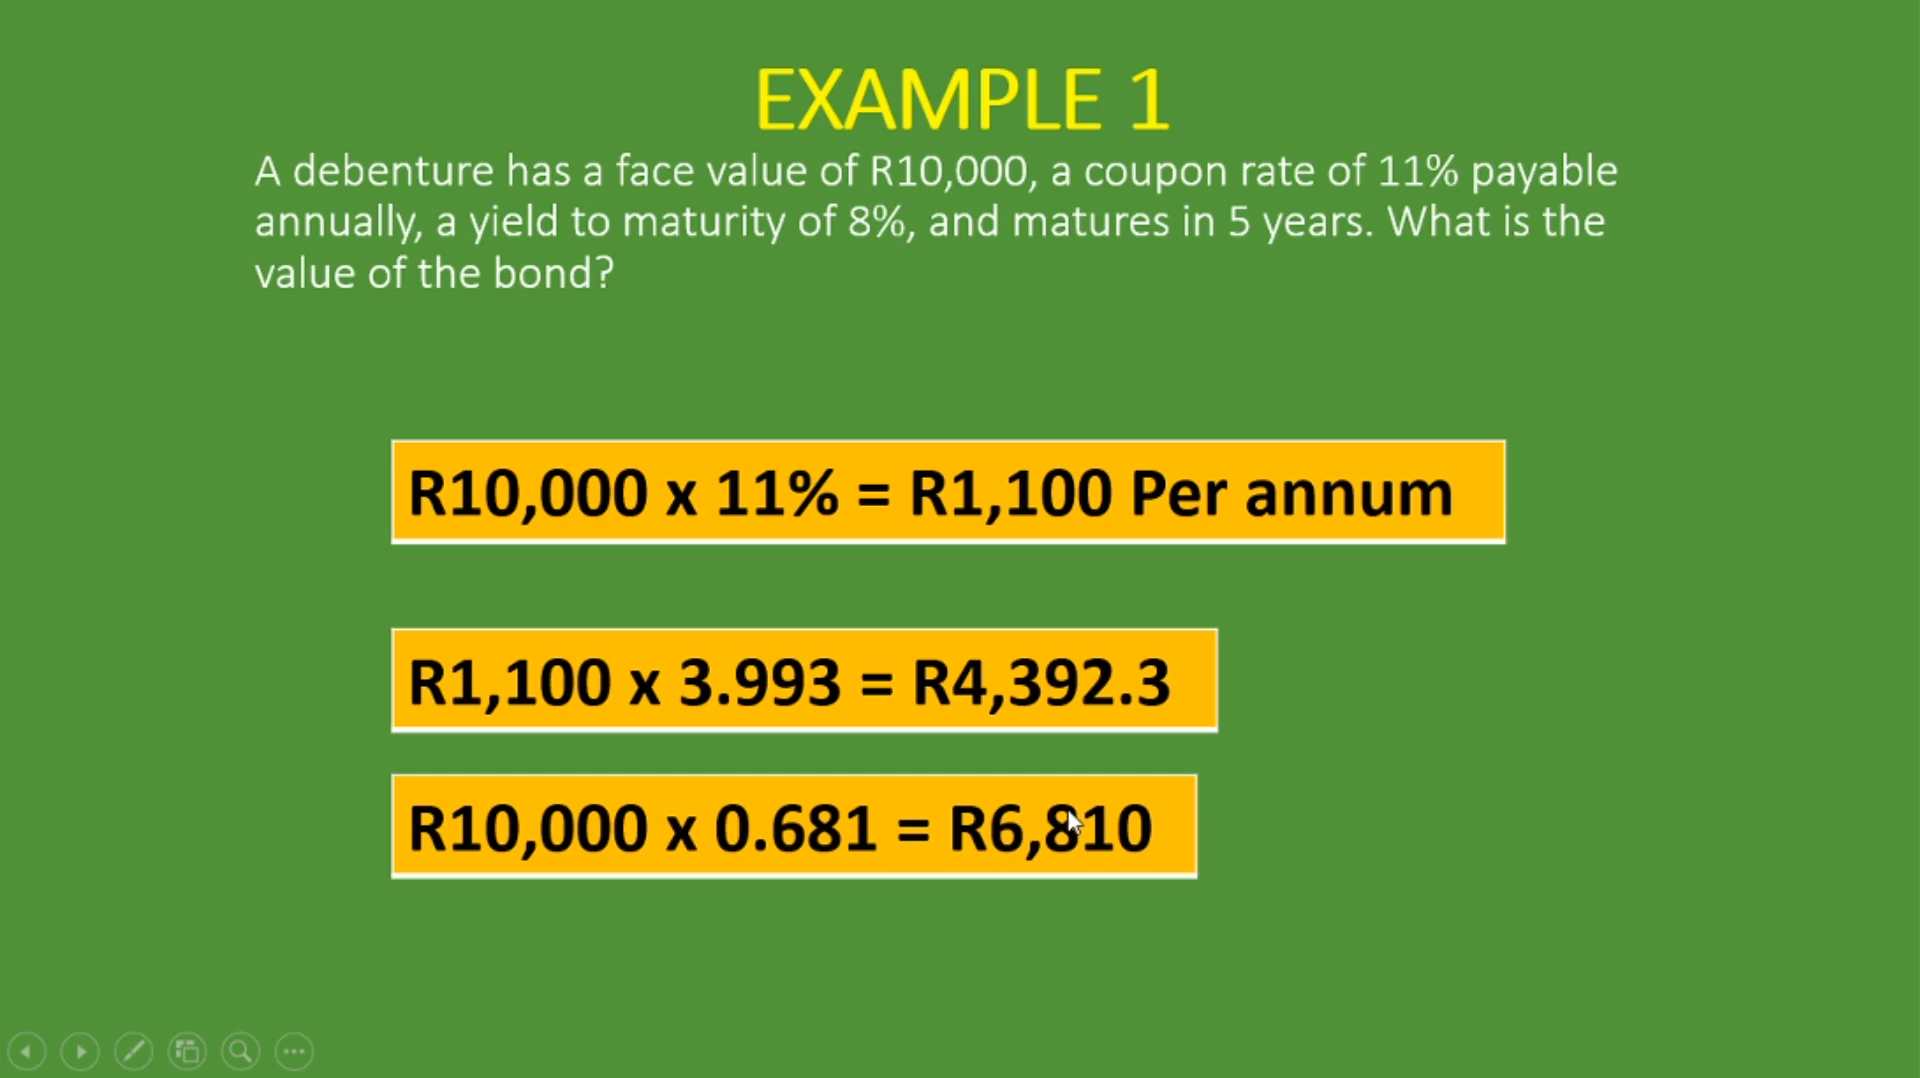 EXAMPLE 1
A debenture has a face value of R10,000, a coupon rate of 11% payable
annually, a yield to maturity of 8%, and matures in 5 years. What is the
value of the bond?
R10,000 x 11% = R1,100 Per annum
R1,100 x 3.993 = R4,392.3
R10,000 x 0.681 = R6,810